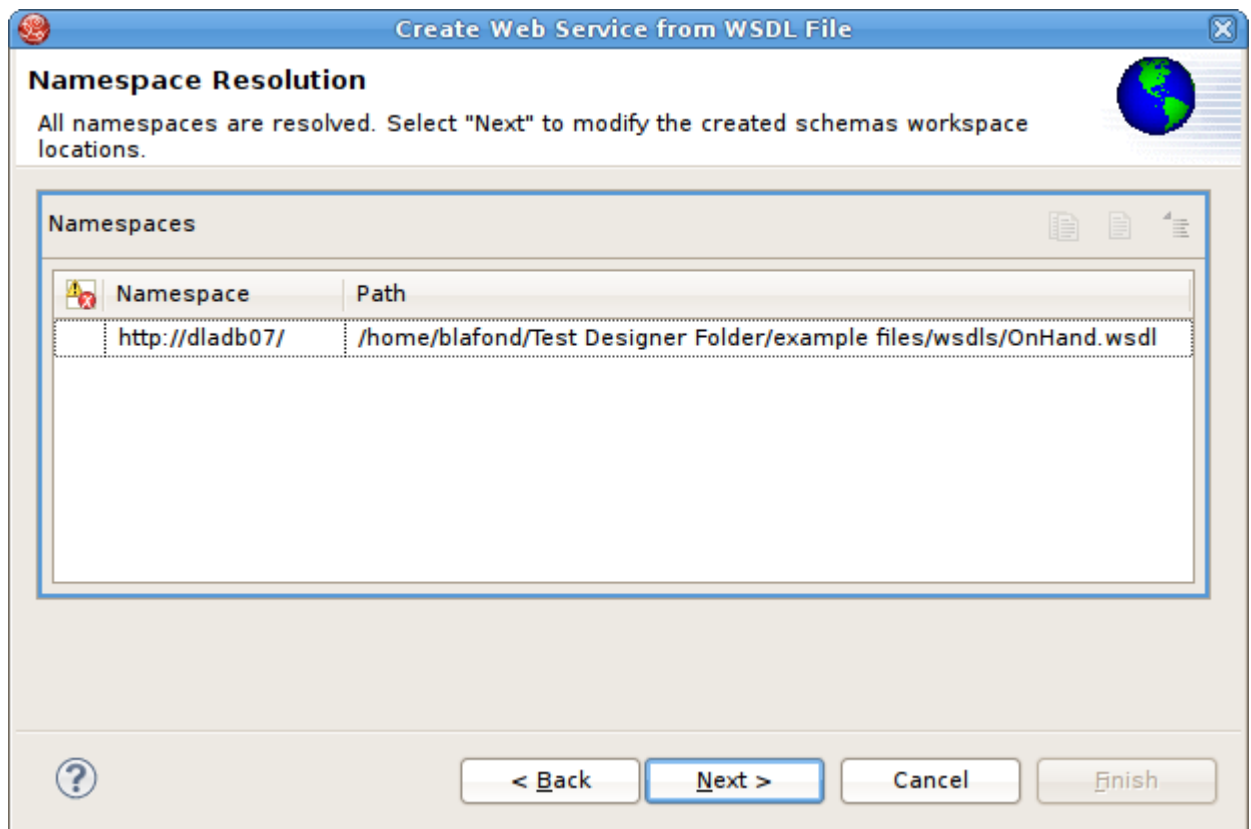 Create Web Service from WSDL File
Namespace Resolution
All namespaces are resolved. Select "Next" to modify the created schemas workspace
locations.
Namespaces
Namespace Path
http://dladb07/ /home/blafond/Test Designer Folder/example files/wsdls/OnHand.wsdl
< Back Next > Cancel Finish